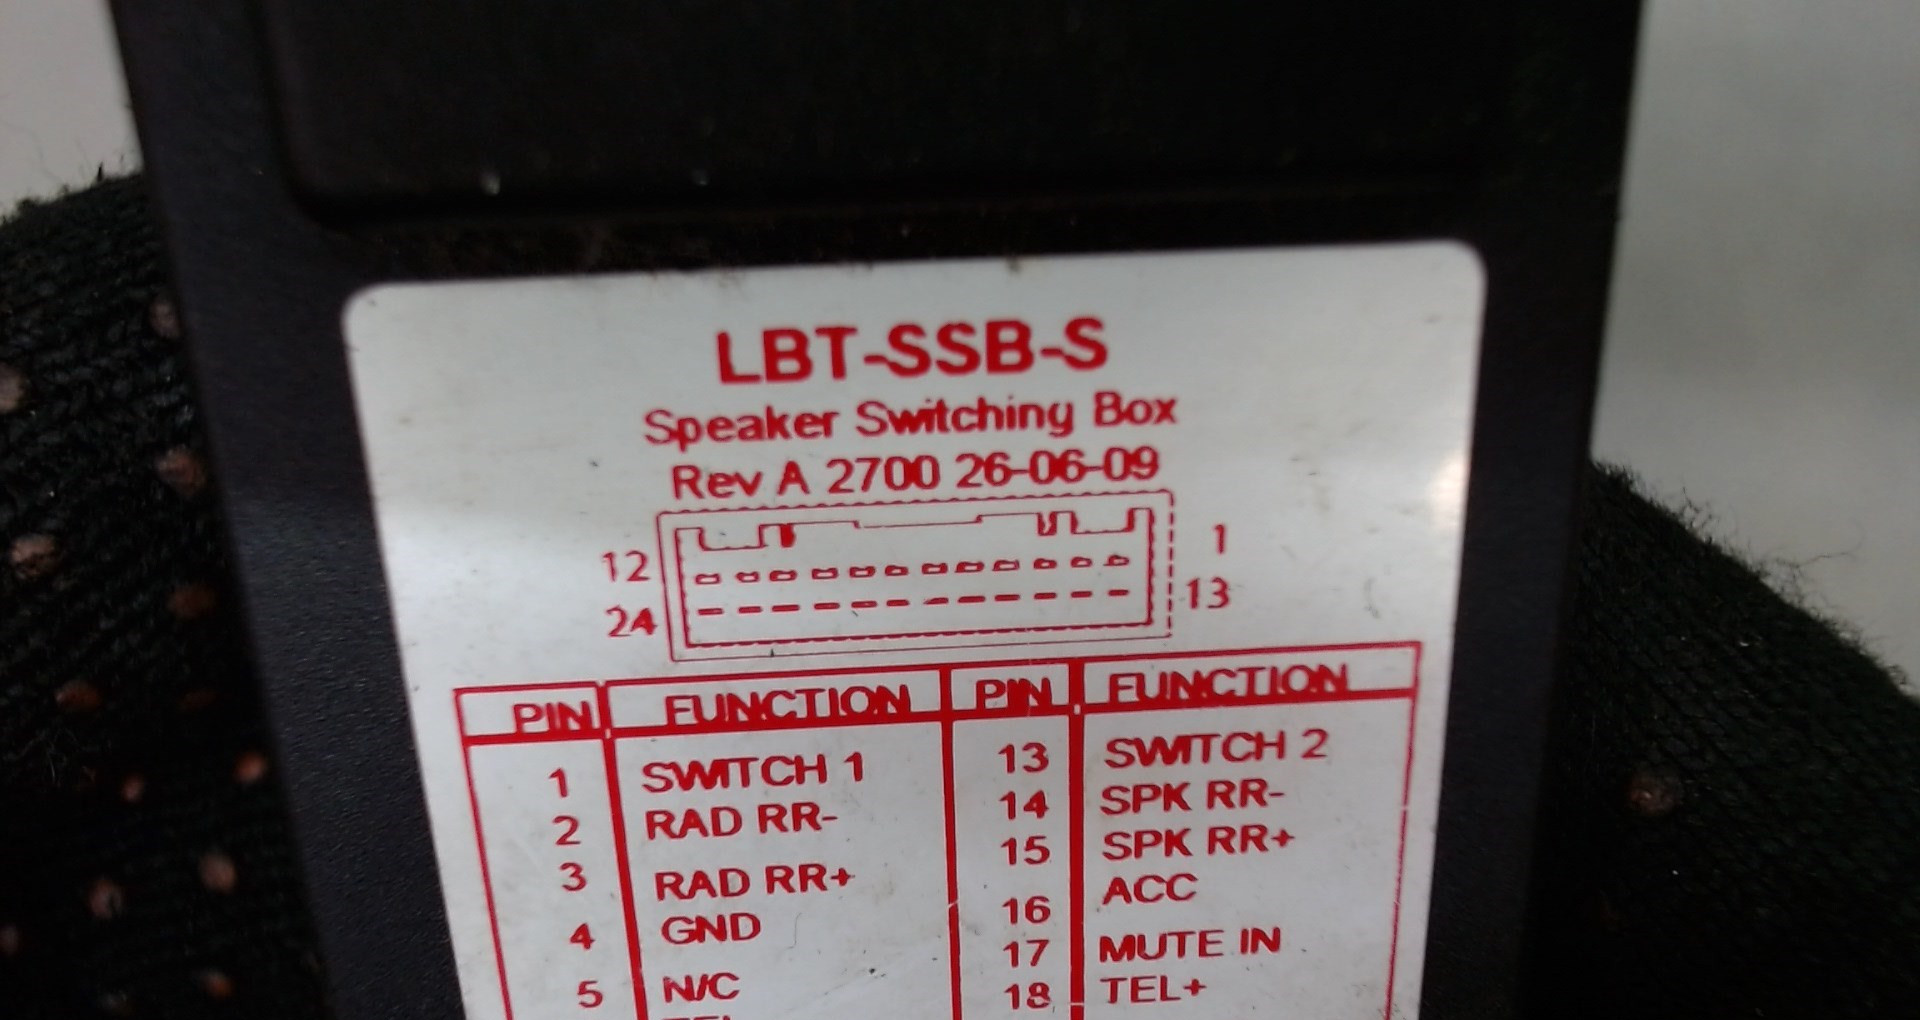 LBT-SSB-S
Speaker Switching Box
Rev A 2700 26-06-09
12 1
24 13
PIN FUNCTION PIN FUNCTION
1 SWITCH 1 13 SWITCH 2
2 RAD RR- 14 SPK RR-
3 RAD RR+ 15 SPK RR+
4 GND 16 ACC
5 N/C 17 MUTE IN
18 TEL+